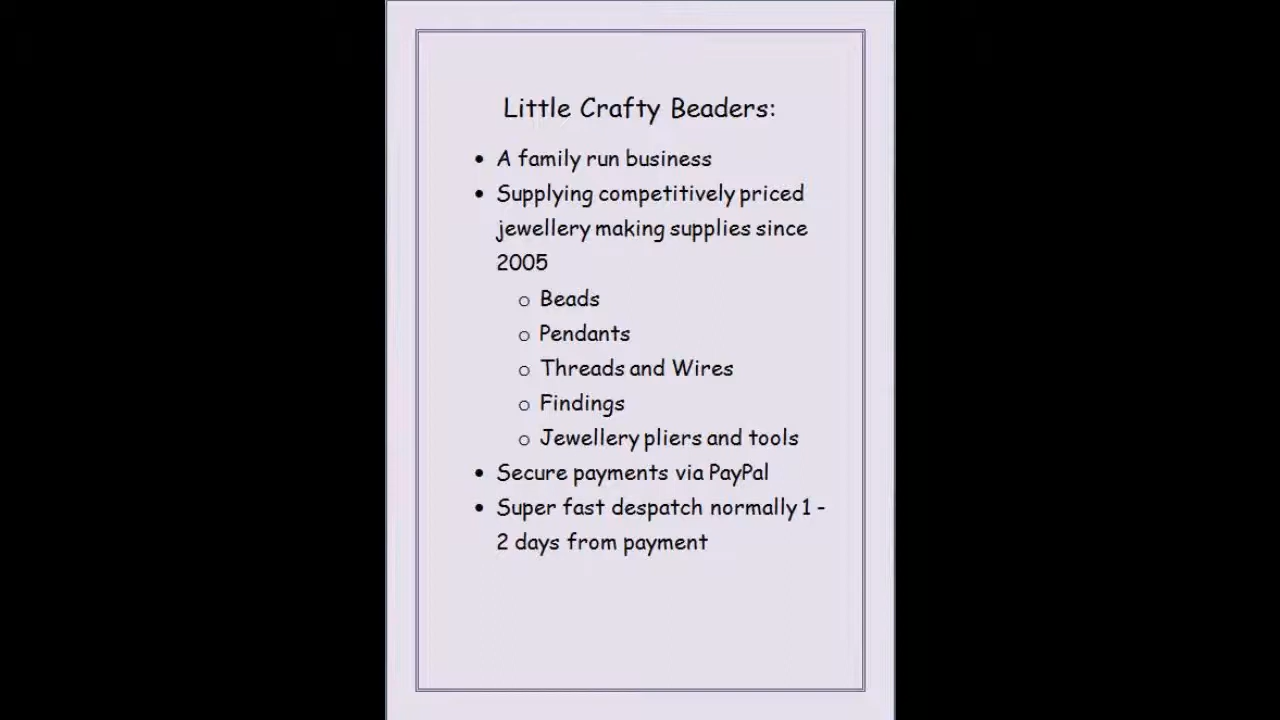 Little Crafty Beaders:
• A family run business
• Supplying competitively priced
jewellery making supplies since
2005
o Beads
o Pendants
o Threads and Wires
o Findings
o Jewellery pliers and tools
• Secure payments via PayPal
• Super fast despatch normally 1 -
2 days from payment